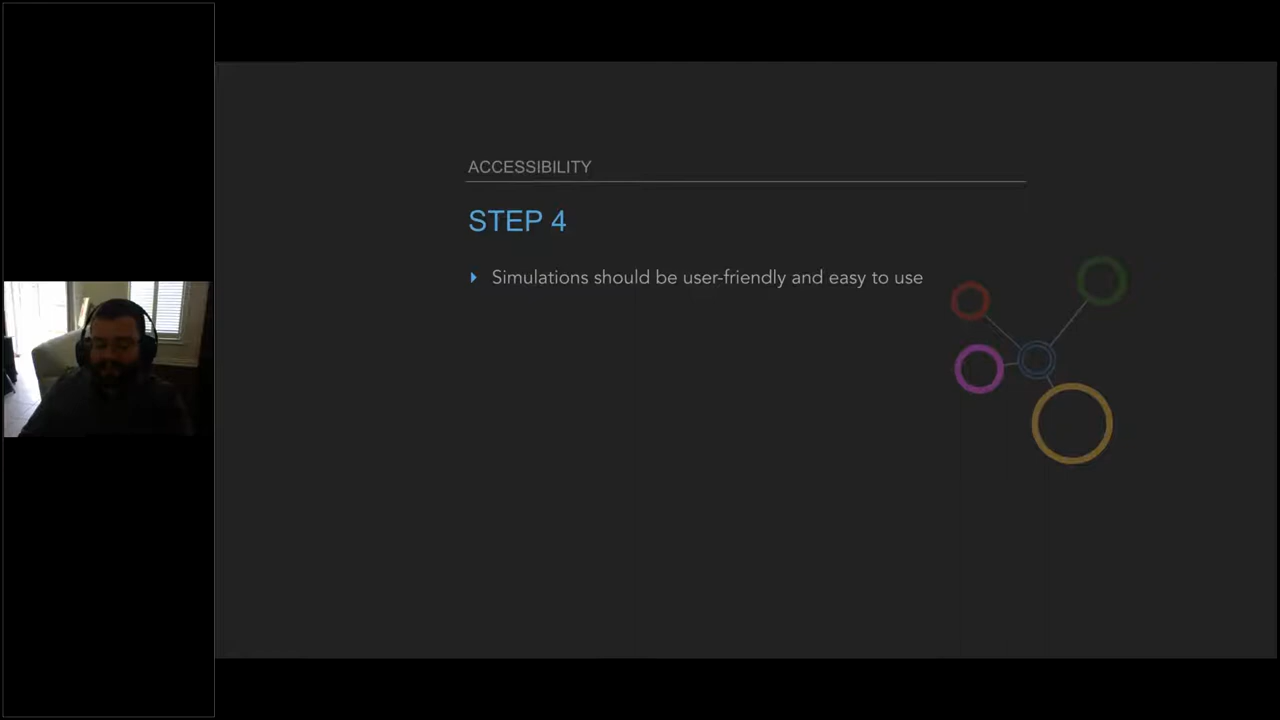 ACCESSIBILITY
STEP 4
Simulations should be user-friendly and easy to use